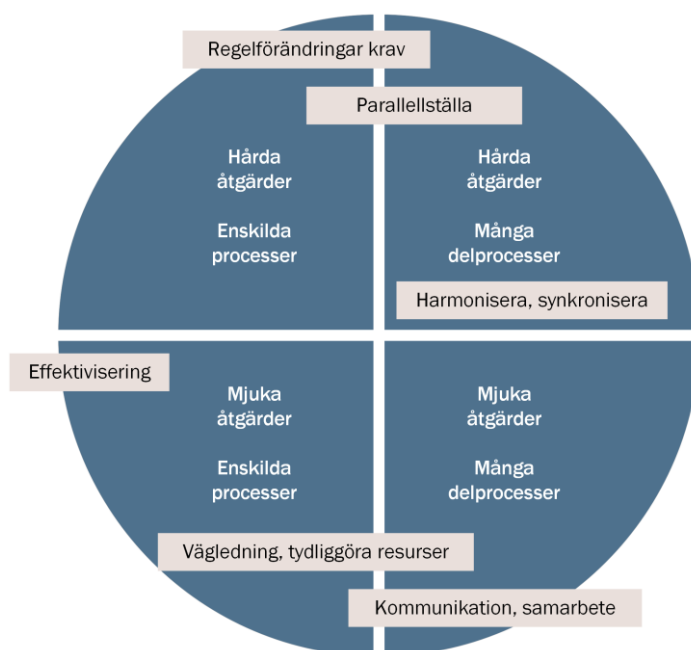 Regelförändringar krav
Parallellställa
Hårda
åtgärder
Enskilda
processer
Hårda
åtgärder
Många
delprocesser
Harmonisera, synkronisera
Effektivisering
Mjuka
åtgärder
Enskilda
processer
Mjuka
åtgärder
Många
delprocesser
Vägledning, tydliggöra resurser
Kommunikation, samarbete